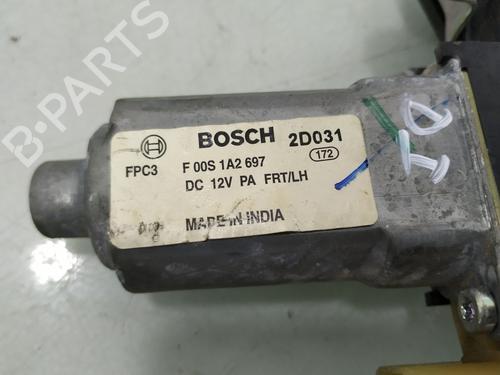 BOSCH 2D031
FPC3 F 00S 1A2 697 172
DC 12V PA FRT/LH
MADE IN INDIA
B-Parts